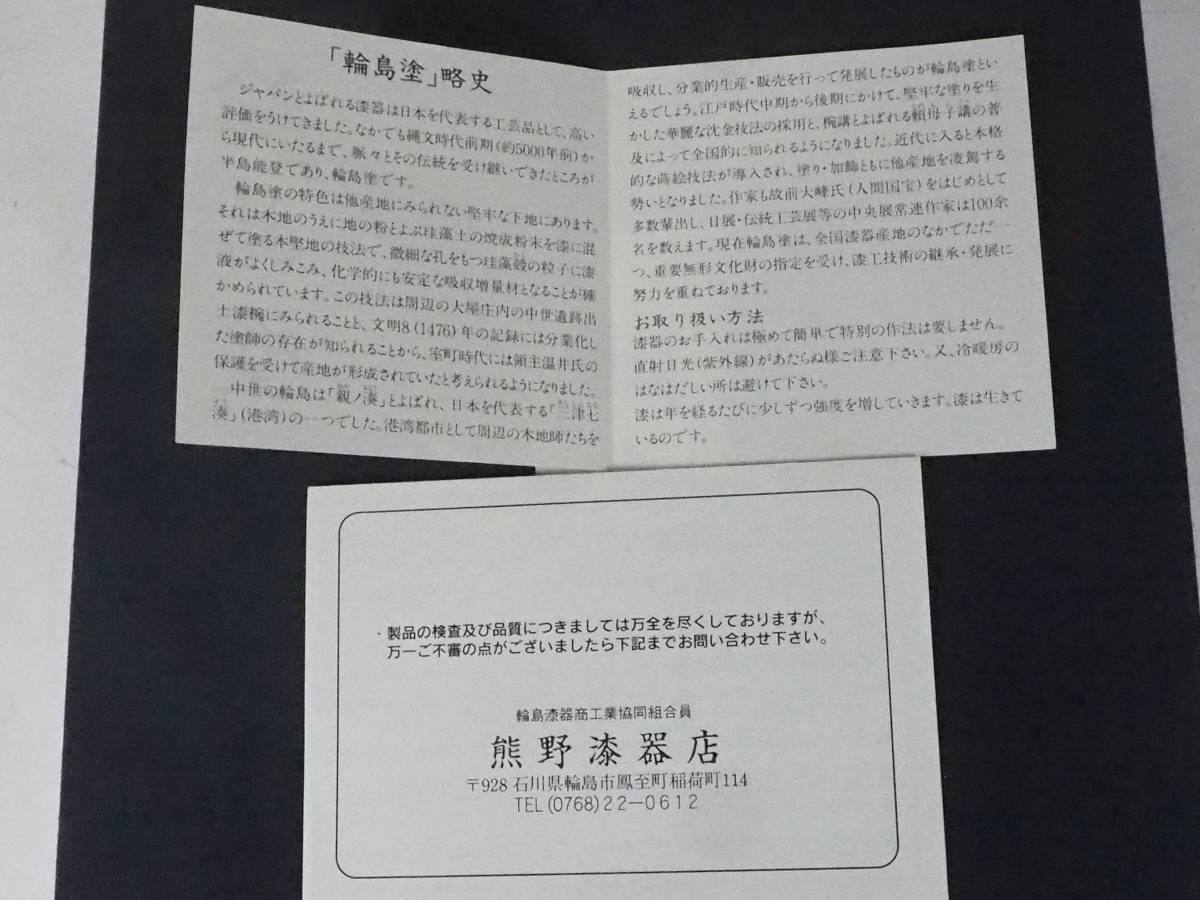 「輪島塗」略史
ジャパンとよばれる漆器は日本を代表する工芸品として、高い
評価をうけてきました。なかでも縄文時代前期(約5000年前)か
ら現代にいたるまで、脈々とその伝統を受け継いできたところが
半島能登であり、輪島塗です。
輪島塗の特色は他産地にみられない堅牢な下地にあります。
それは木地のうえに地の粉とよぶ珪藻土の焼成粉末を漆に混
ぜて塗る本堅地の技法で、微細な孔をもつ珪藻殻の粒子に漆
液がよくしみこみ、化学的にも安定な吸収増量材となることが確
かめられています。この技法は周辺の大屋庄内の中世遺跡出
土漆椀にみられることと、文明8(1476)年の記録には分業化し
た塗師の存在が知られることから、室町時代には領主温井氏の
保護を受けて産地が形成されていたと考えられるようになりました。
中世の輪島は「親ノ湊」とよばれ、日本を代表する「三津七
湊」(港湾)の一つでした。港湾都市として周辺の木地師たちを
吸収し、分業的生産・販売を行って発展したものが輪島塗とい
えるでしょう。江戸時代中期から後期にかけて、堅牢な塗りを生
かした華麗な沈金技法の採用と、椀講とよばれる頼母子講の普
及によって全国的に知られるようになりました。近代に入ると本格
的な蒔絵技法が導入され、塗り・加飾ともに他産地を凌駕する
勢いとなりました。作家も故前大峰氏(人間国宝)をはじめとして
多数輩出し、日展・伝統工芸展等の中央展常連作家は100余
名を数えます。現在輪島塗は、全国漆器産地のなかでただ一
つ、重要無形文化財の指定を受け、漆工技術の継承・発展に
努力を重ねております。
お取り扱い方法
漆器のお手入れは極めて簡単で特別の作法は要しません。
直射日光(紫外線)があたらぬ様ご注意下さい。又、冷暖房の
はなはだしい所は避けて下さい。
漆は年を経るたびに少しずつ強度を増していきます。漆は生きて
いるのです。
・製品の検査及び品質につきましては万全を尽くしておりますが、
万一ご不審の点がございましたら下記までお問い合わせ下さい。
輪島漆器商工業協同組合員
熊野漆器店
〒928 石川県輪島市鳳至町稲荷町114
TEL(0768)22−0612